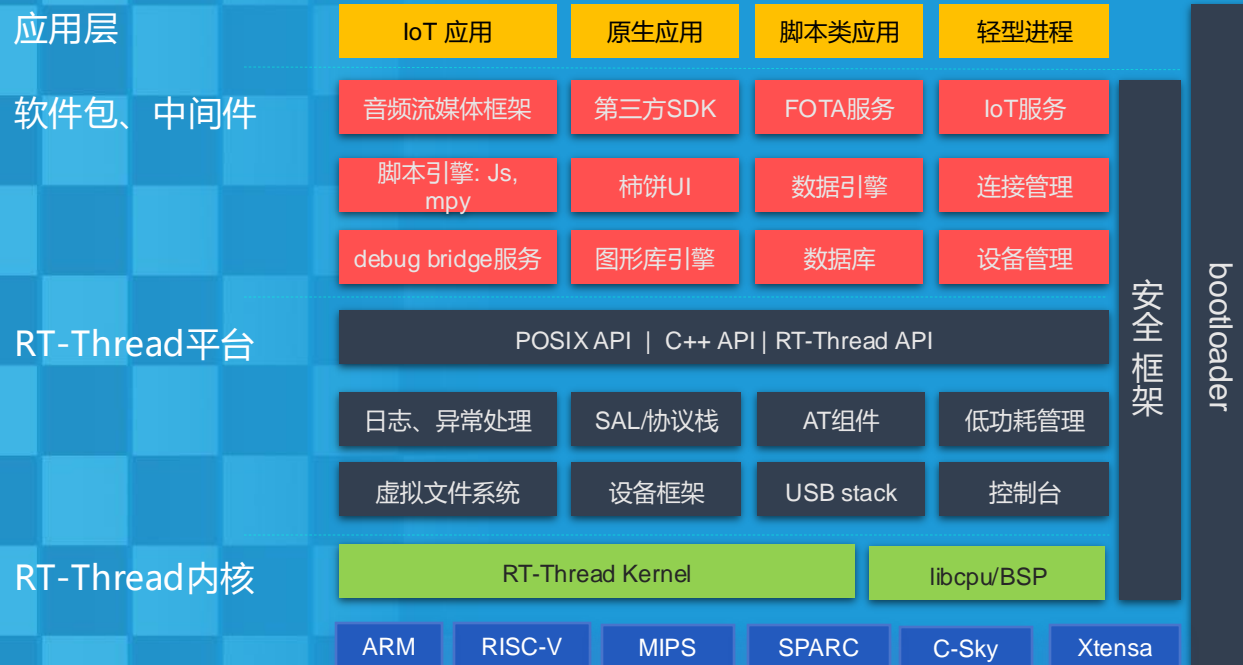 应用层
IoT 应用
原生应用
脚本类应用
轻型进程
软件包、中间件
音频流媒体框架
第三方SDK
FOTA服务
IoT服务
脚本引擎: Js,
mpy
柿饼UI
数据引擎
连接管理
debug bridge服务
图形库引擎
数据库
设备管理
RT-Thread平台
POSIX API | C++ API | RT-Thread API
日志、异常处理
SAL/协议栈
AT组件
低功耗管理
虚拟文件系统
设备框架
USB stack
控制台
RT-Thread内核
RT-Thread Kernel
libcpu/BSP
ARM
RISC-V
MIPS
SPARC
C-Sky
Xtensa
安全框架
bootloader